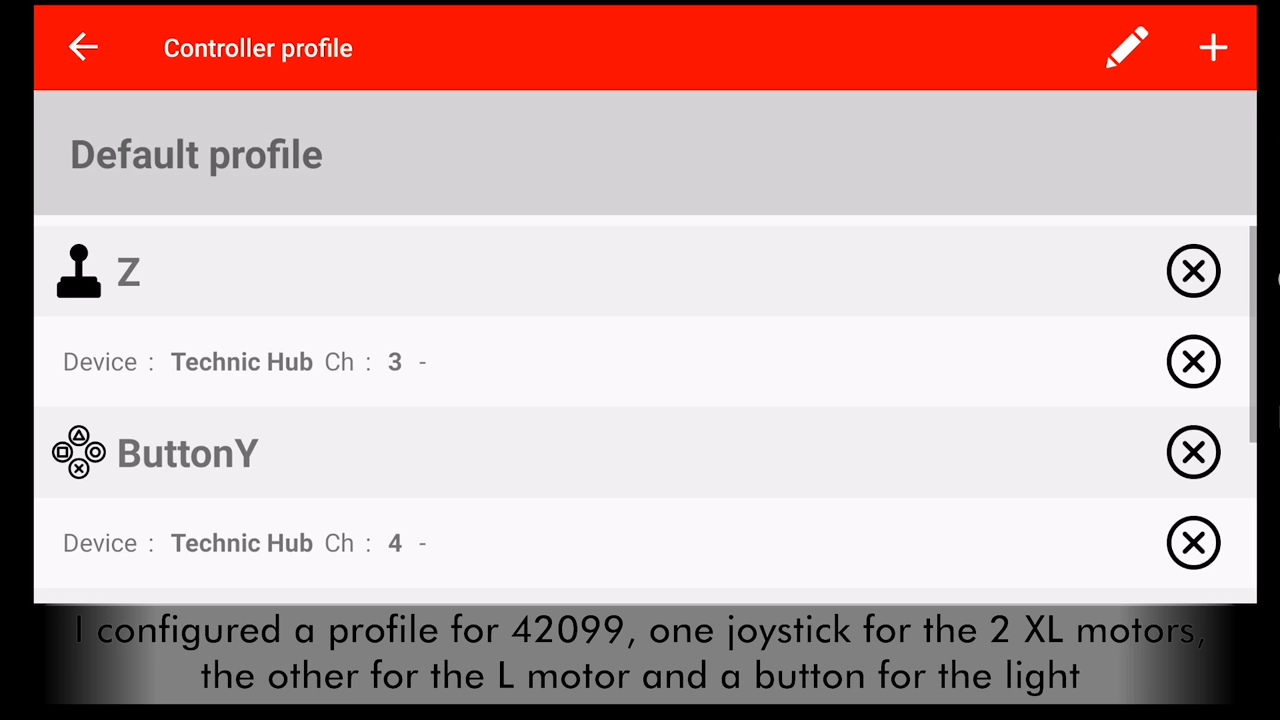 Controller profile
Default profile
Z
Device : Technic Hub Ch : 3 -
ButtonY
Device : Technic Hub Ch : 4 -
I configured a profile for 42099, one joystick for the 2 XL motors,
the other for the L motor and a button for the light